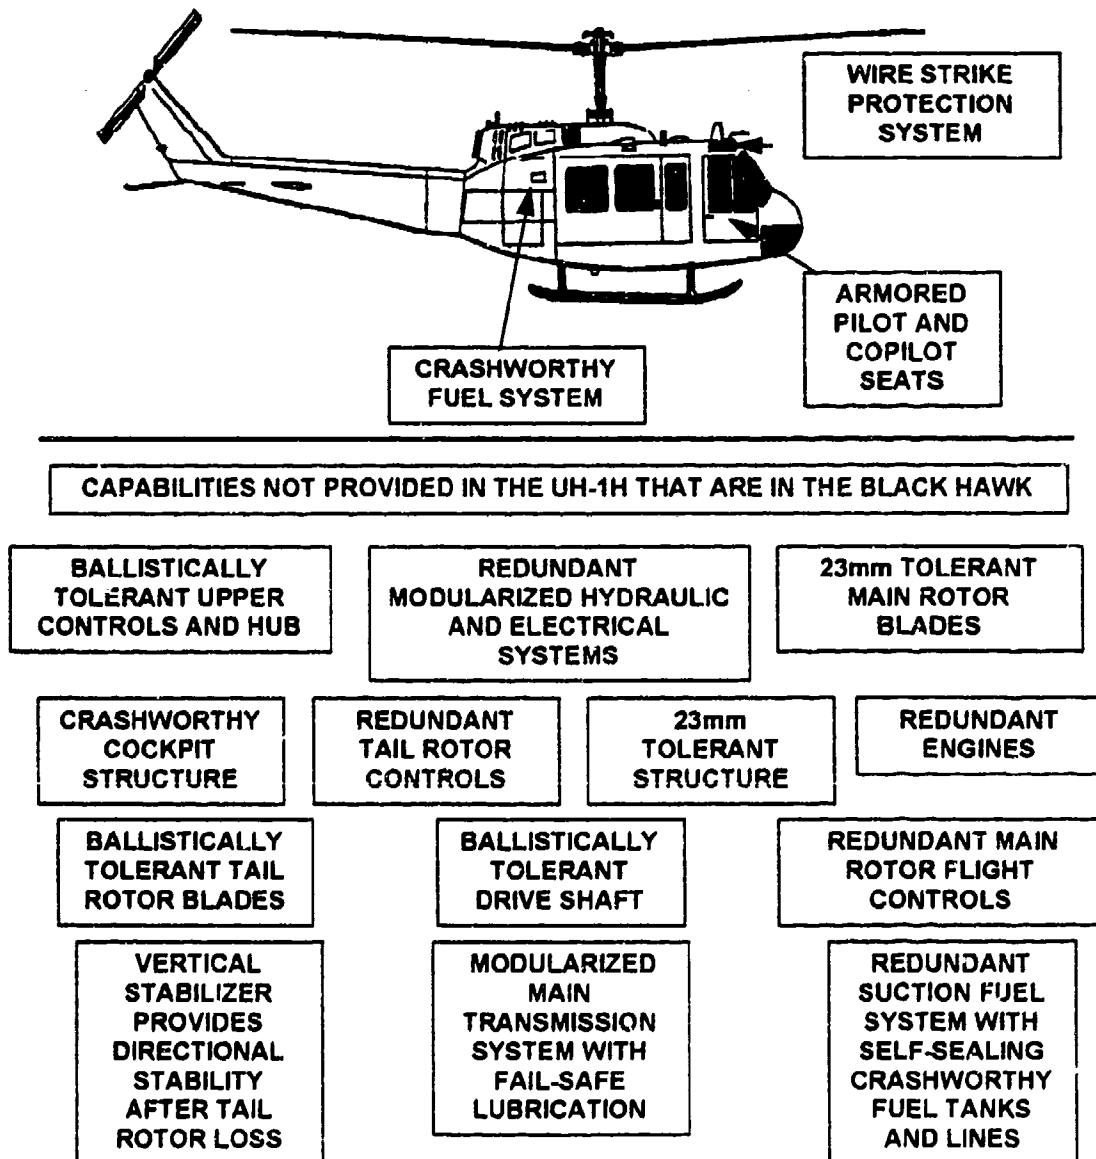 WIRE STRIKE
PROTECTION
SYSTEM
ARMORED
PILOT AND
COPILOT
SEATS
CRASHWORTHY
FUEL SYSTEM
CAPABILITIES NOT PROVIDED IN THE UH-1H THAT ARE IN THE BLACK HAWK
BALLISTICALLY
TOLERANT UPPER
CONTROLS AND HUB
REDUNDANT
MODULARIZED HYDRAULIC
AND ELECTRICAL
SYSTEMS
23mm TOLERANT
MAIN ROTOR
BLADES
CRASHWORTHY
COCKPIT
STRUCTURE
REDUNDANT
TAIL ROTOR
CONTROLS
23mm
TOLERANT
STRUCTURE
REDUNDANT
ENGINES
BALLISTICALLY
TOLERANT TAIL
ROTOR BLADES
BALLISTICALLY
TOLERANT
DRIVE SHAFT
REDUNDANT MAIN
ROTOR FLIGHT
CONTROLS
VERTICAL
STABILIZER
PROVIDES
DIRECTIONAL
STABILITY
AFTER TAIL
ROTOR LOSS
MODULARIZED
MAIN
TRANSMISSION
SYSTEM WITH
FAIL-SAFE
LUBRICATION
REDUNDANT
SUCTION FUEL
SYSTEM WITH
SELF-SEALING
CRASHWORTHY
FUEL TANKS
AND LINES